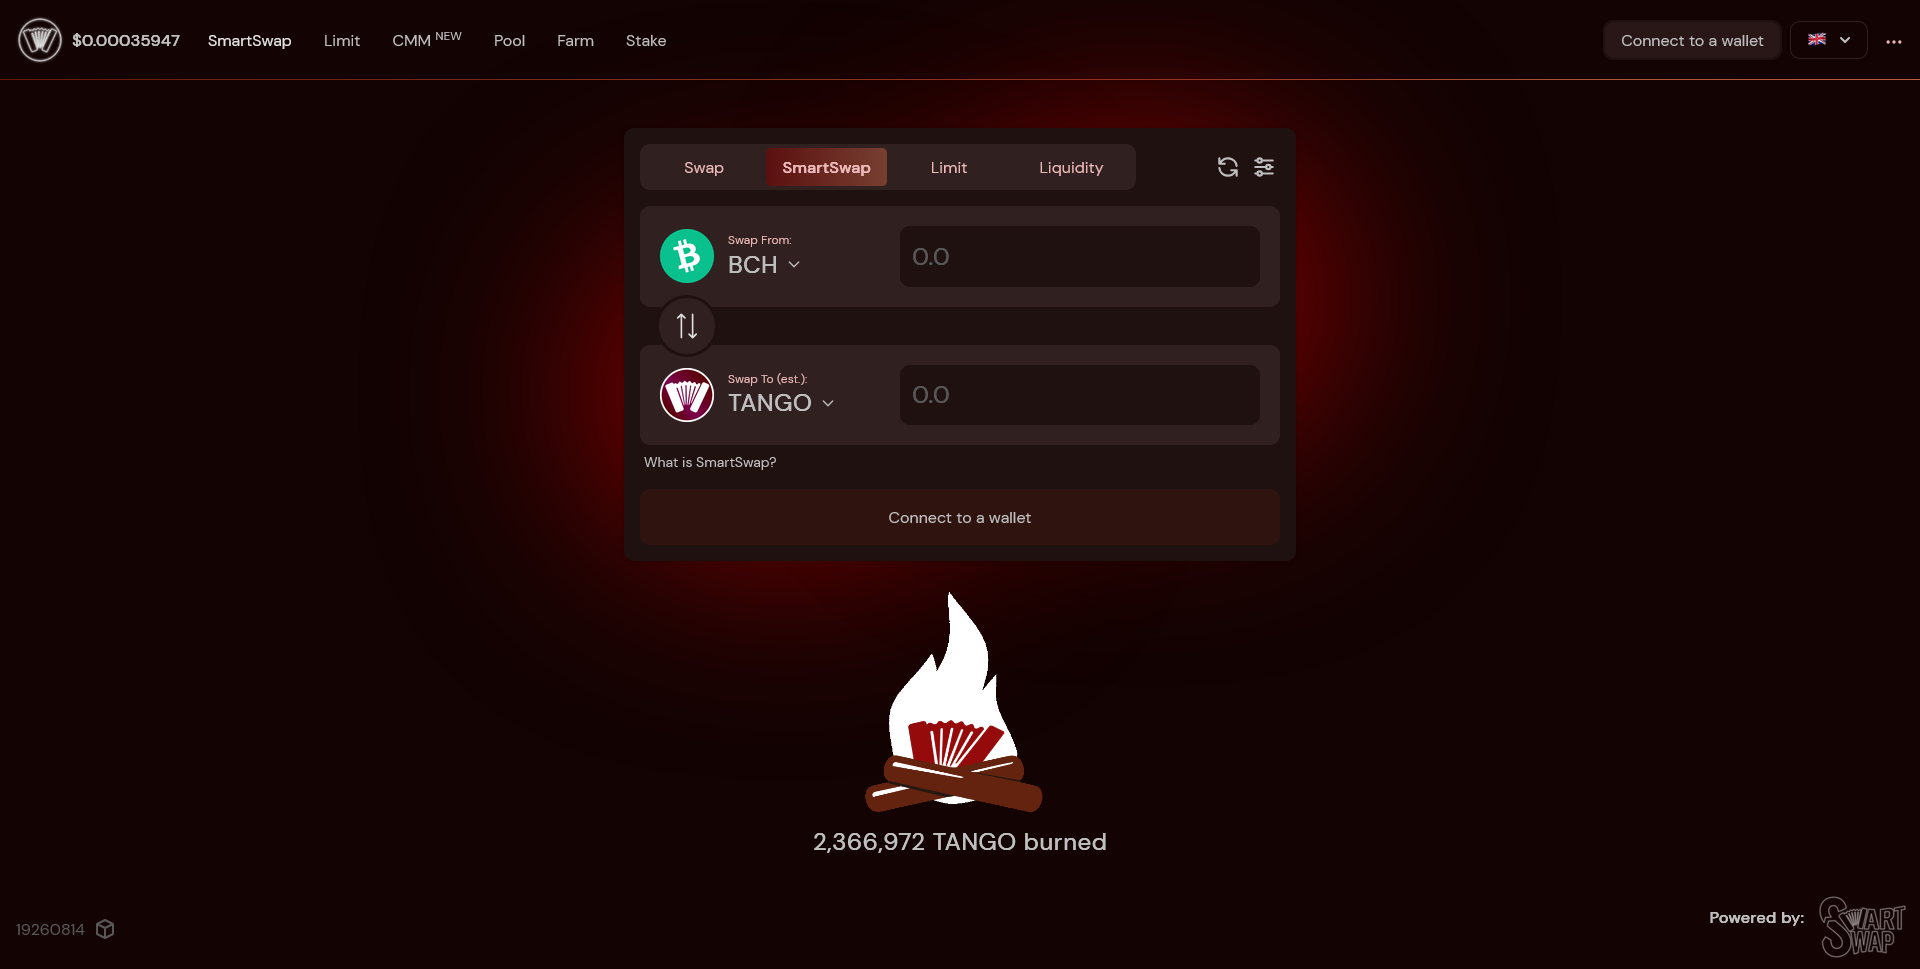 $0.00035947 SmartSwap Limit CMM NEW Pool Farm Stake Connect to a wallet
Swap SmartSwap Limit Liquidity
Swap From:
BCH 0.0
Swap To (est.):
TANGO 0.0
What is SmartSwap?
Connect to a wallet
2,366,972 TANGO burned
19260814
Powered by:
SMART
SWAP